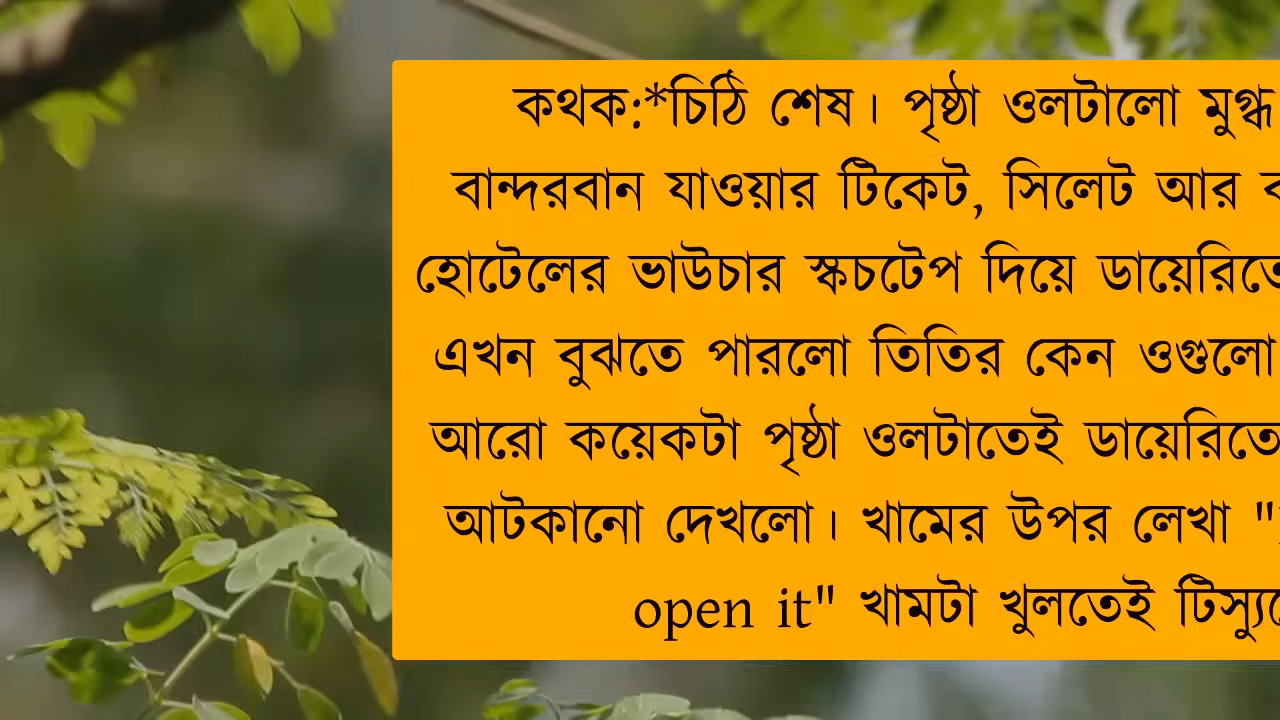 কথক:*চিঠি শেষ। পৃষ্ঠা ওলটালো মুগ্ধ
বান্দরবান যাওয়ার টিকেট, সিলেট আর
হোটেলের ভাউচার স্কচটেপ দিয়ে ডায়েরিতে
এখন বুঝতে পারলো তিতির কেন ওগুলো
আরো কয়েকটা পৃষ্ঠা ওলটাতেই ডায়েরিতে
আটকানো দেখলো। খামের উপর লেখা "
open it" খামটা খুলতেই